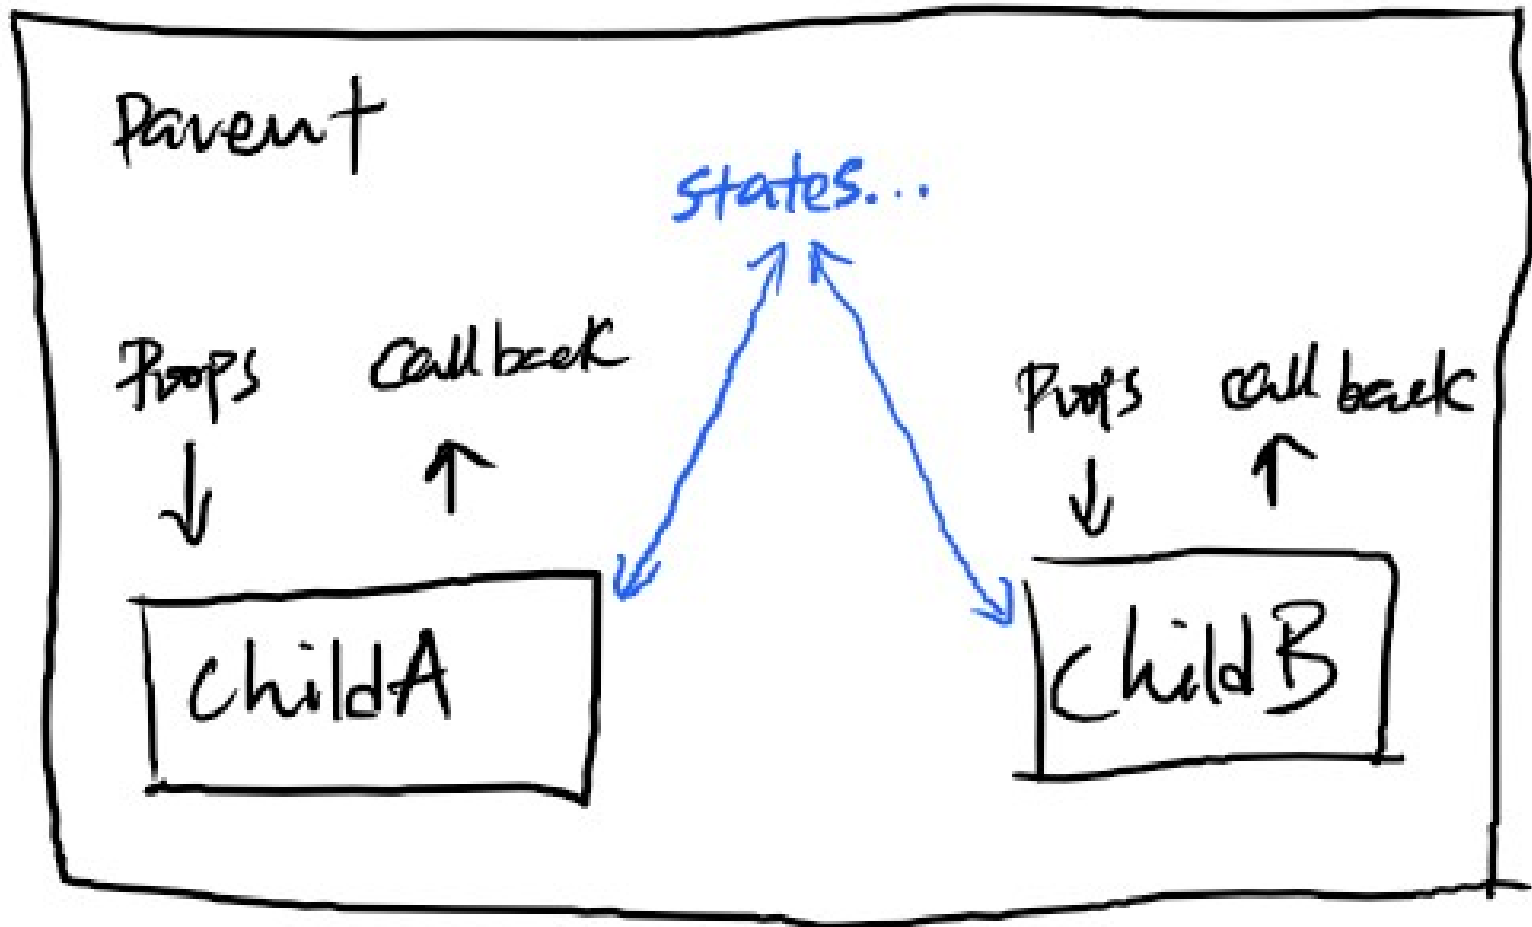 Parent
states...
Props callback
Props callback
childA
childB